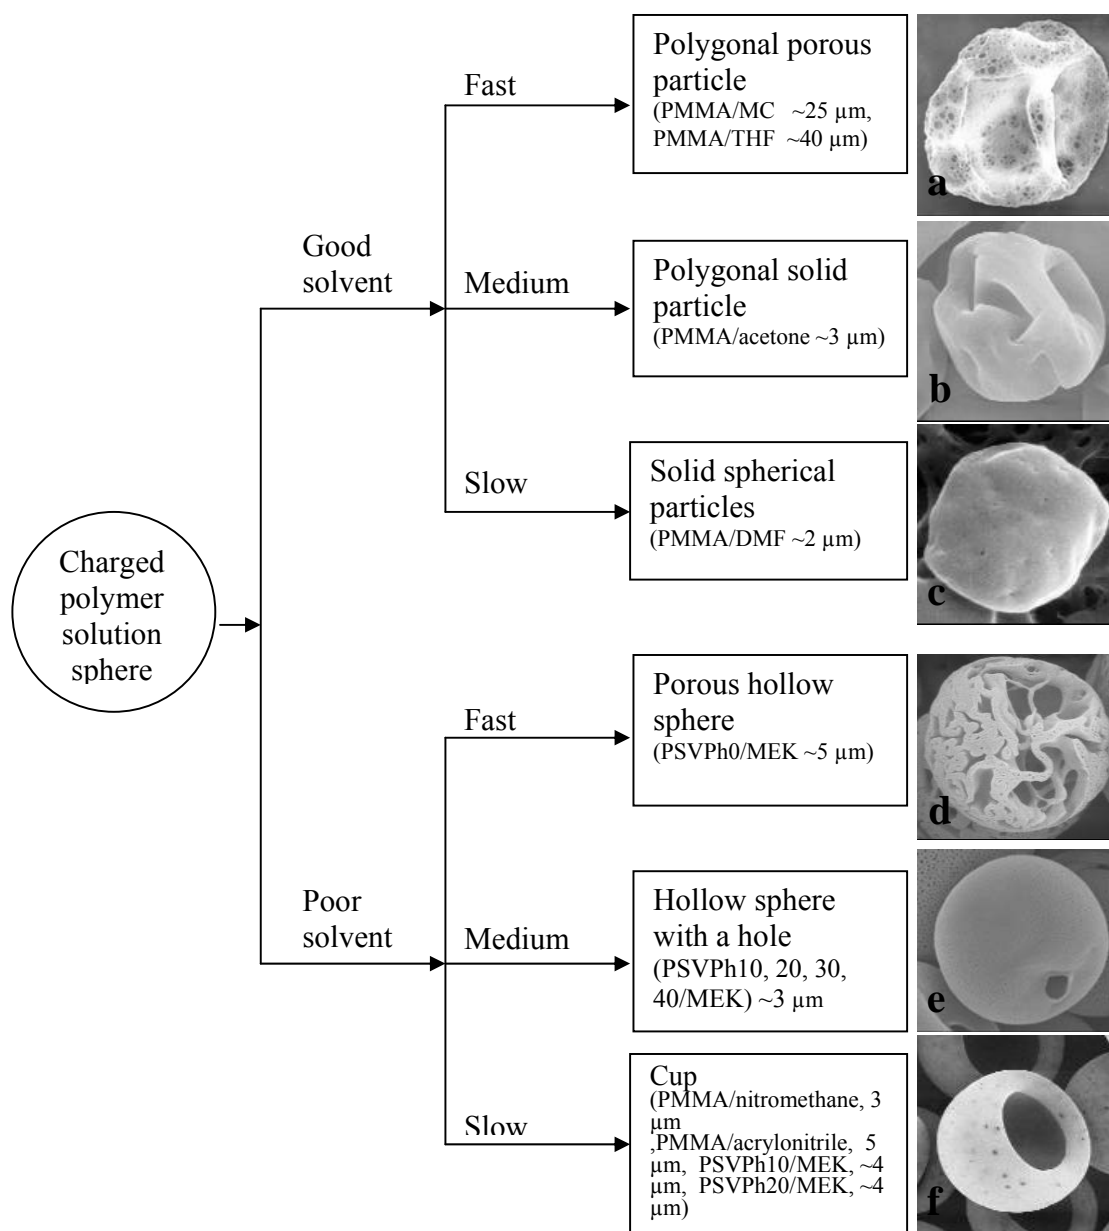 Charged
polymer
solution
sphere
Good
solvent
Fast
Polygonal porous
particle
(PMMA/MC ~25 µm,
PMMA/THF ~40 µm)
a
Medium
Polygonal solid
particle
(PMMA/acetone ~3 µm)
b
Slow
Solid spherical
particles
(PMMA/DMF ~2 µm)
c
Poor
solvent
Fast
Porous hollow
sphere
(PSVPh0/MEK ~5 µm)
d
Medium
Hollow sphere
with a hole
(PSVPh10, 20, 30,
40/MEK) ~3 µm
e
Slow
Cup
(PMMA/nitromethane, 3
µm
,PMMA/acrylonitrile, 5
µm, PSVPh10/MEK, ~4
µm, PSVPh20/MEK, ~4
µm)
f